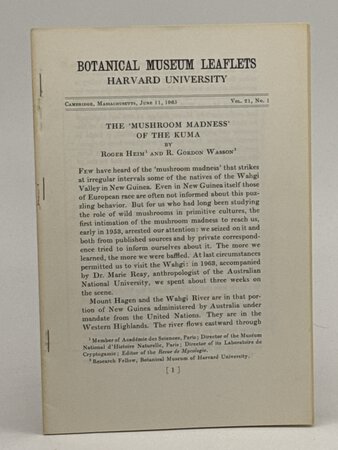 BOTANICAL MUSEUM LEAFLETS
HARVARD UNIVERSITY
Cambridge, Massachusetts, June 11, 1965 Vol. 21, No. 1
THE ‘MUSHROOM MADNESS’
OF THE KUMA
BY
Roger Heim¹ and R. Gordon Wasson²
Few have heard of the ‘mushroom madness’ that strikes
at irregular intervals some of the natives of the Wahgi
Valley in New Guinea. Even in New Guinea itself those
of European race are often not informed about this puz-
zling behavior. But for us who had long been studying
the role of wild mushrooms in primitive cultures, the
first intimation of the mushroom madness to reach us,
early in 1953, arrested our attention: we seized on it and
both from published sources and by private correspond-
ence tried to inform ourselves about it. The more we
learned, the more we were baffled. At last circumstances
permitted us to visit the Wahgi: in 1963, accompanied
by Dr. Marie Reay, anthropologist of the Australian
National University, we spent about three weeks on
the scene.
Mount Hagen and the Wahgi River are in that por-
tion of New Guinea administered by Australia under
mandate from the United Nations. They are in the
Western Highlands. The river flows eastward through
¹ Member of Académie des Sciences, Paris; Director of the Muséum
National d'Histoire Naturelle, Paris; Director of its Laboratoire de
Cryptogamie; Editor of the Revue de Mycologie.
² Research Fellow, Botanical Museum of Harvard University.
[ 1 ]